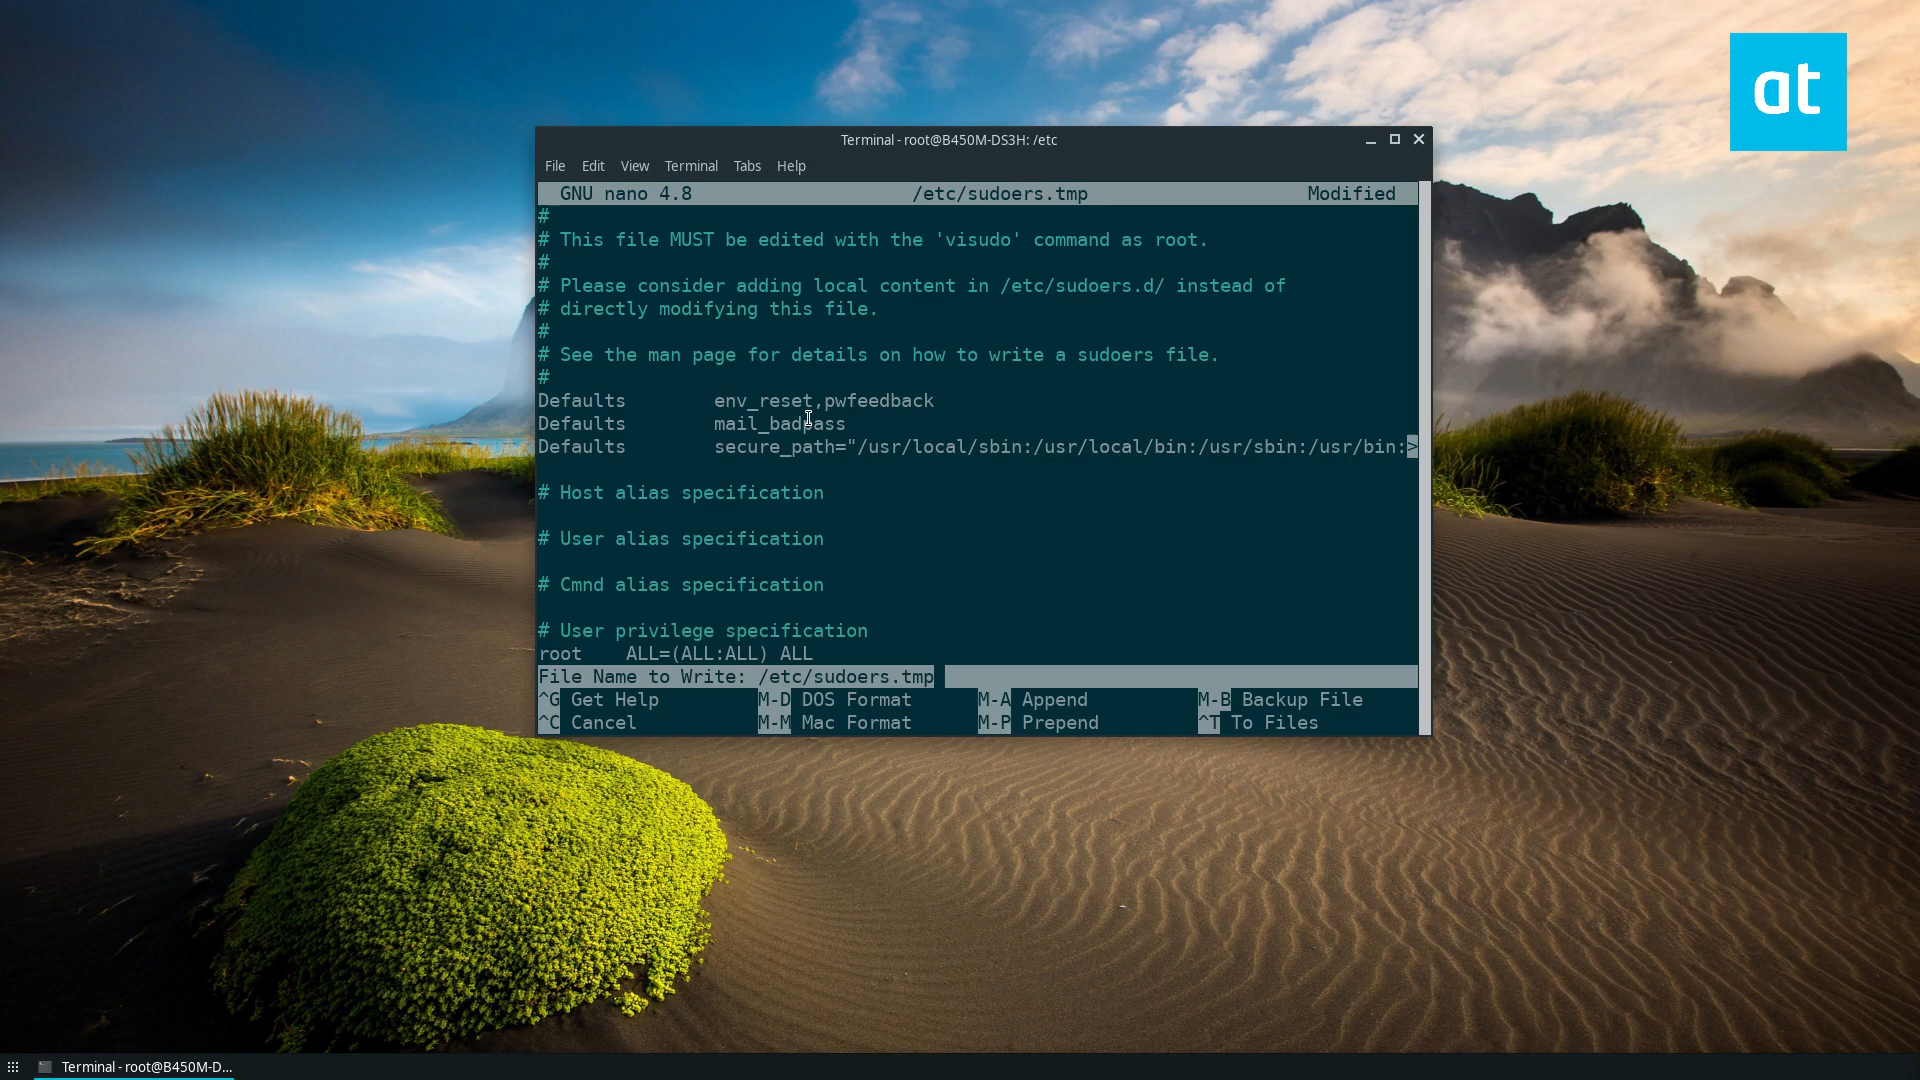 at
Terminal - root@B450M-DS3H: /etc
File Edit View Terminal Tabs Help
GNU nano 4.8 /etc/sudoers.tmp Modified
#
# This file MUST be edited with the 'visudo' command as root.
#
# Please consider adding local content in /etc/sudoers.d/ instead of
# directly modifying this file.
#
# See the man page for details on how to write a sudoers file.
#
Defaults env_reset,pwfeedback
Defaults mail_badpass
Defaults secure_path="/usr/local/sbin:/usr/local/bin:/usr/sbin:/usr/bin:>
# Host alias specification
# User alias specification
# Cmnd alias specification
# User privilege specification
root ALL=(ALL:ALL) ALL
File Name to Write: /etc/sudoers.tmp
^G Get Help M-D DOS Format M-A Append M-B Backup File
^C Cancel M-M Mac Format M-P Prepend ^T To Files
Terminal - root@B450M-D...